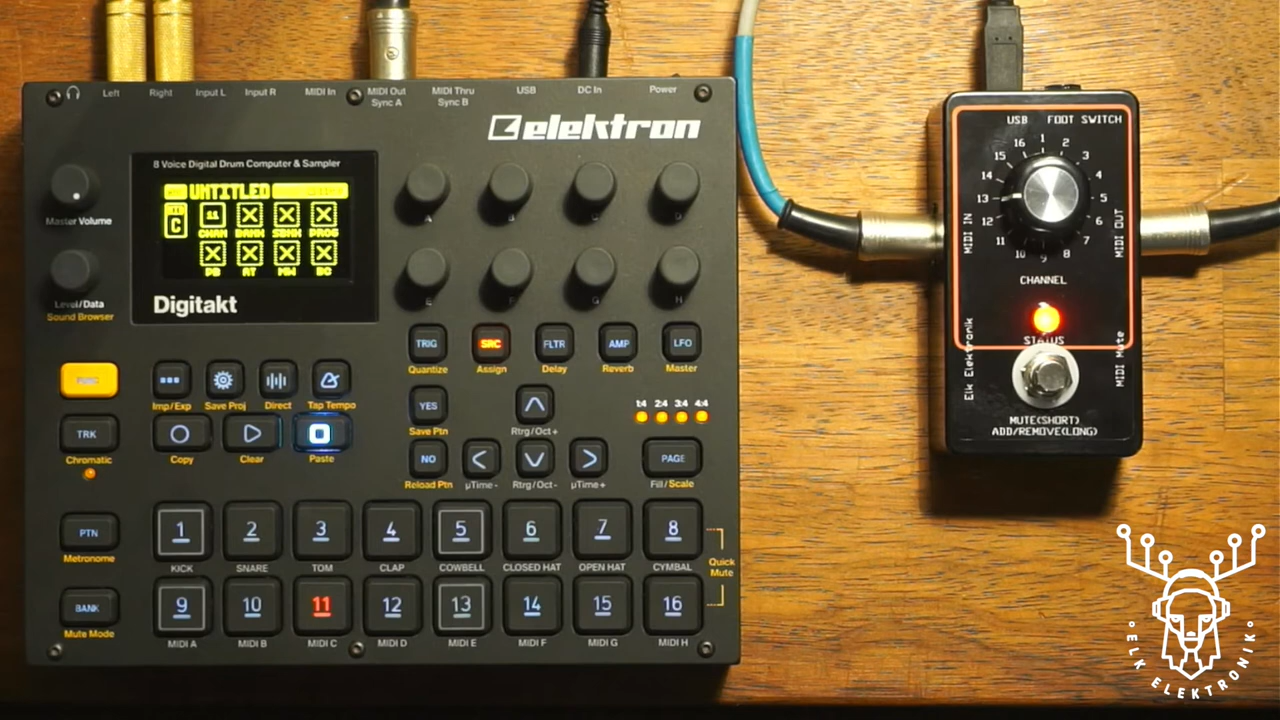 Left Right Input L Input R MIDI In MIDI Out MIDI Thru USB DC In Power
Sync A Sync B
elektron
8 Voice Digital Drum Computer & Sampler
UNTITLED
C
11
CHAN BANK SBNK PROG
PB AT MW BC
Digitakt
Master Volume
Level/Data
Sound Browser
A B C D
E F G H
TRIG SRC FLTR AMP LFO
Quantize Assign Delay Reverb Master
FUNC
Imp/Exp Save Proj Direct Tap Tempo
YES
Save Ptn
Rtrg/Oct+
1:4 2:4 3:4 4:4
TRK
Chromatic
Copy Clear Paste
NO PAGE
Reload Ptn µTime- Rtrg/Oct- µTime+ Fill/Scale
PTN
Metronome
1 2 3 4 5 6 7 8
KICK SNARE TOM CLAP COWBELL CLOSED HAT OPEN HAT CYMBAL
Quick
Mute
BANK
Mute Mode
9 10 11 12 13 14 15 16
MIDI A MIDI B MIDI C MIDI D MIDI E MIDI F MIDI G MIDI H
USB FOOT SWITCH
1 2 3 4 5 6 7 8 9 10 11 12 13 14 15 16
MIDI IN
MIDI OUT
CHANNEL
STATUS
Elk Elektronik
MIDI Mute
MUTE(SHORT)
ADD/REMOVE(LONG)
ELK ELEKTRONIK